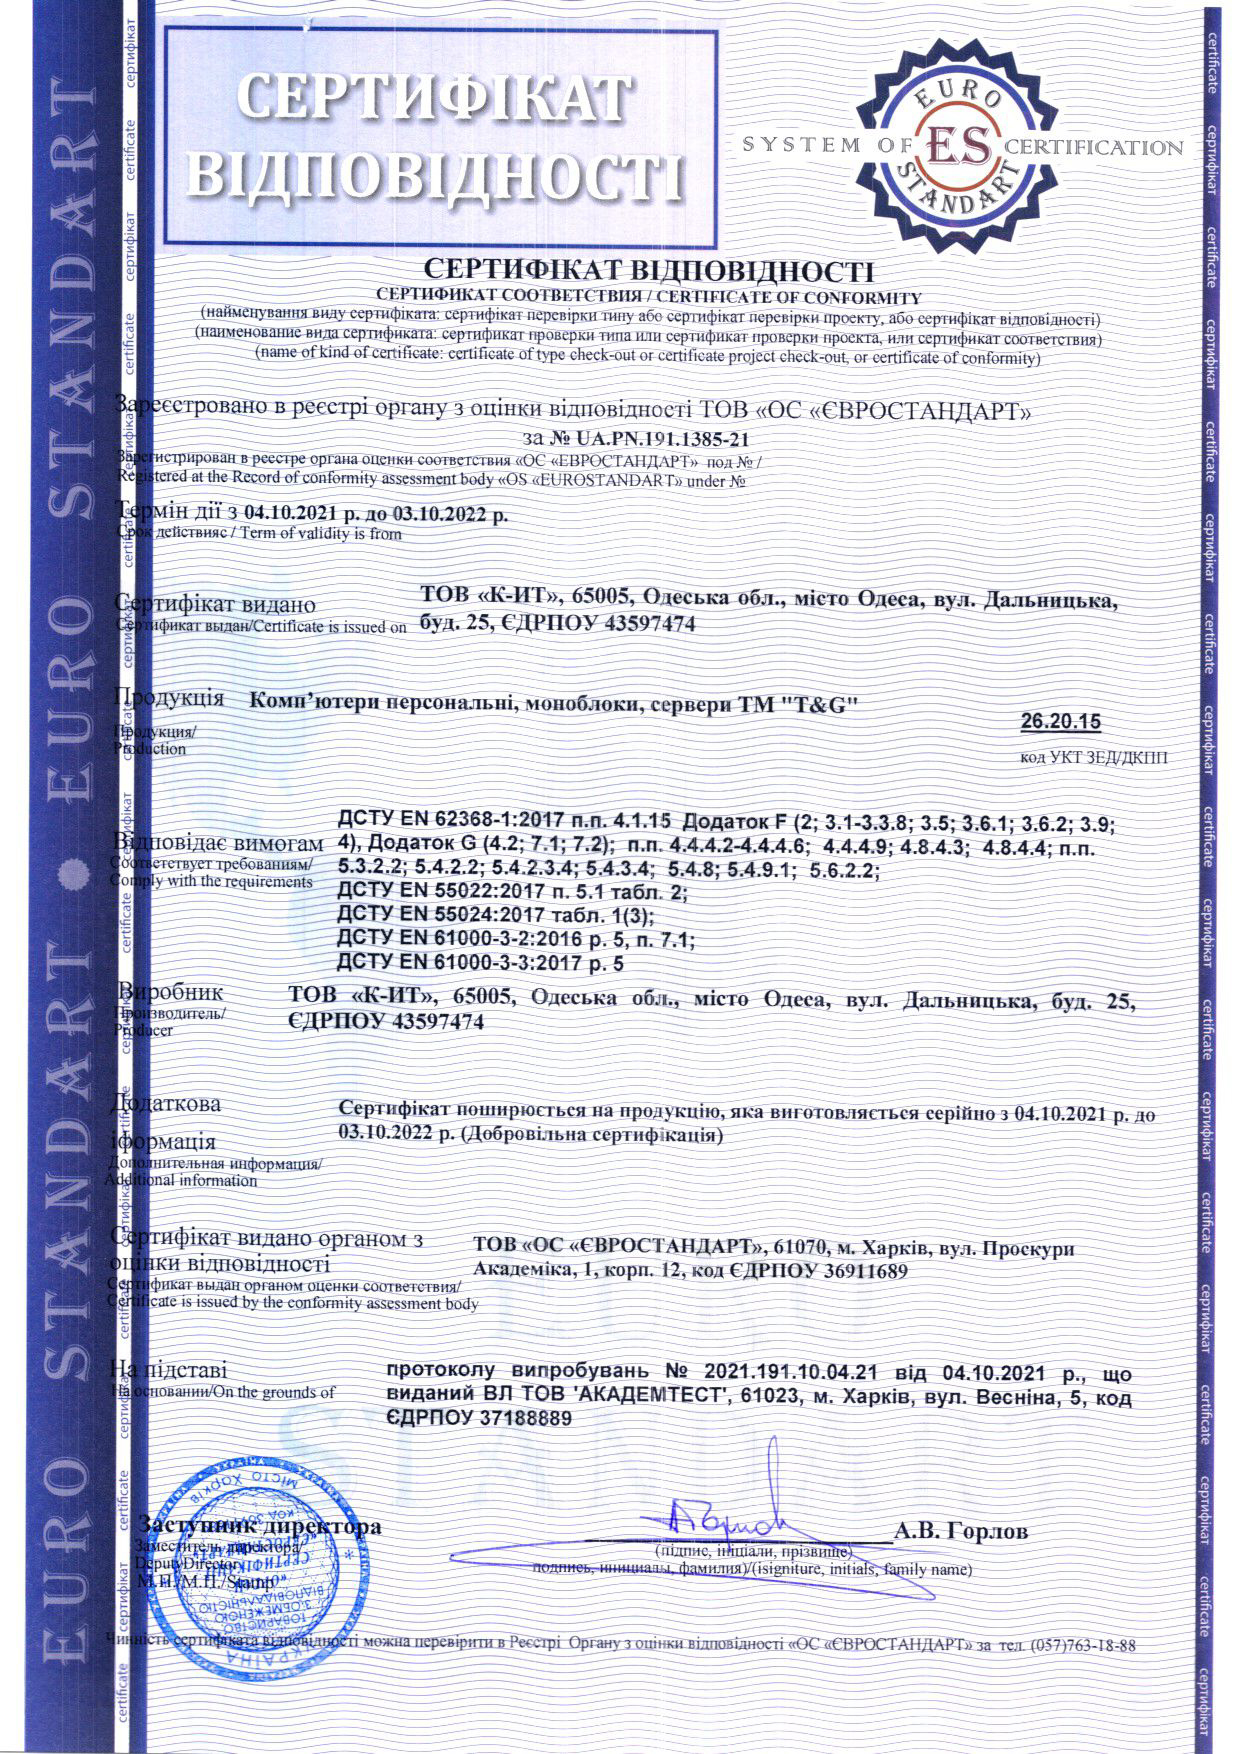 СЕРТИФІКАТ
ВІДПОВІДНОСТІ
EURO
SYSTEM OF ES CERTIFICATION
STANDART
СЕРТИФІКАТ ВІДПОВІДНОСТІ
СЕРТИФИКАТ СООТВЕТСТВИЯ / CERTIFICATE OF CONFORMITY
(найменування виду сертифіката: сертифікат перевірки типу або сертифікат перевірки проекту, або сертифікат відповідності)
(наименование вида сертификата: сертификат проверки типа или сертификат проверки проекта, или сертификат соответствия)
(name of kind of certificate: certificate of type check-out or certificate project check-out, or certificate of conformity)
Зареєстровано в реєстрі органу з оцінки відповідності ТОВ «ОС «ЄВРОСТАНДАРТ»
за № UA.PN.191.1385-21
Зарегистрирован в реестре органа оценки соответствия «ОС «ЕВРОСТАНДАРТ» под № /
Registered at the Record of conformity assessment body «OS «EUROSTANDART» under №
Термін дії з 04.10.2021 р. до 03.10.2022 р.
Срок действияс / Term of validity is from
Сертифікат видано
Сертификат выдан/Certificate is issued on
ТОВ «К-ИТ», 65005, Одеська обл., місто Одеса, вул. Дальницька,
буд. 25, ЄДРПОУ 43597474
Продукція Комп’ютери персональні, моноблоки, сервери ТМ "T&G"
Продукция/
Production
26.20.15
код УКТ ЗЕД/ДКПП
Відповідає вимогам
Соответствует требованиям/
Comply with the requirements
ДСТУ EN 62368-1:2017 п.п. 4.1.15 Додаток F (2; 3.1-3.3.8; 3.5; 3.6.1; 3.6.2; 3.9;
4), Додаток G (4.2; 7.1; 7.2); п.п. 4.4.4.2-4.4.4.6; 4.4.4.9; 4.8.4.3; 4.8.4.4; п.п.
5.3.2.2; 5.4.2.2; 5.4.2.3.4; 5.4.3.4; 5.4.8; 5.4.9.1; 5.6.2.2;
ДСТУ EN 55022:2017 п. 5.1 табл. 2;
ДСТУ EN 55024:2017 табл. 1(3);
ДСТУ EN 61000-3-2:2016 р. 5, п. 7.1;
ДСТУ EN 61000-3-3:2017 р. 5
Виробник
Производитель/
Producer
ТОВ «К-ИТ», 65005, Одеська обл., місто Одеса, вул. Дальницька, буд. 25,
ЄДРПОУ 43597474
Додаткова
іформація
Дополнительная информация/
Additional information
Сертифікат поширюється на продукцію, яка виготовляється серійно з 04.10.2021 р. до
03.10.2022 р. (Добровільна сертифікація)
Сертифікат видано органом з
оцінки відповідності
Сертификат выдан органом оценки соответствия/
Certificate is issued by the conformity assessment body
ТОВ «ОС «ЄВРОСТАНДАРТ», 61070, м. Харків, вул. Проскури
Академіка, 1, корп. 12, код ЄДРПОУ 36911689
На підставі
На основании/On the grounds of
протоколу випробувань № 2021.191.10.04.21 від 04.10.2021 р., що
виданий ВЛ ТОВ 'АКАДЕМТЕСТ', 61023, м. Харків, вул. Весніна, 5, код
ЄДРПОУ 37188889
Заступник директора
Заместитель директора/
Deputy Director
М.П./М.П./Stamp
А.В. Горлов
(підпис, ініціали, прізвище)
подпись, инициалы, фамилия)/(isigniture, initials, family name)
Чинність сертифіката відповідності можна перевірити в Реєстрі Органу з оцінки відповідності «ОС «ЄВРОСТАНДАРТ» за тел. (057)763-18-88
EURO STANDART • EURO STANDART
certificate сертифікат
УКРАЇНА
місто Харків